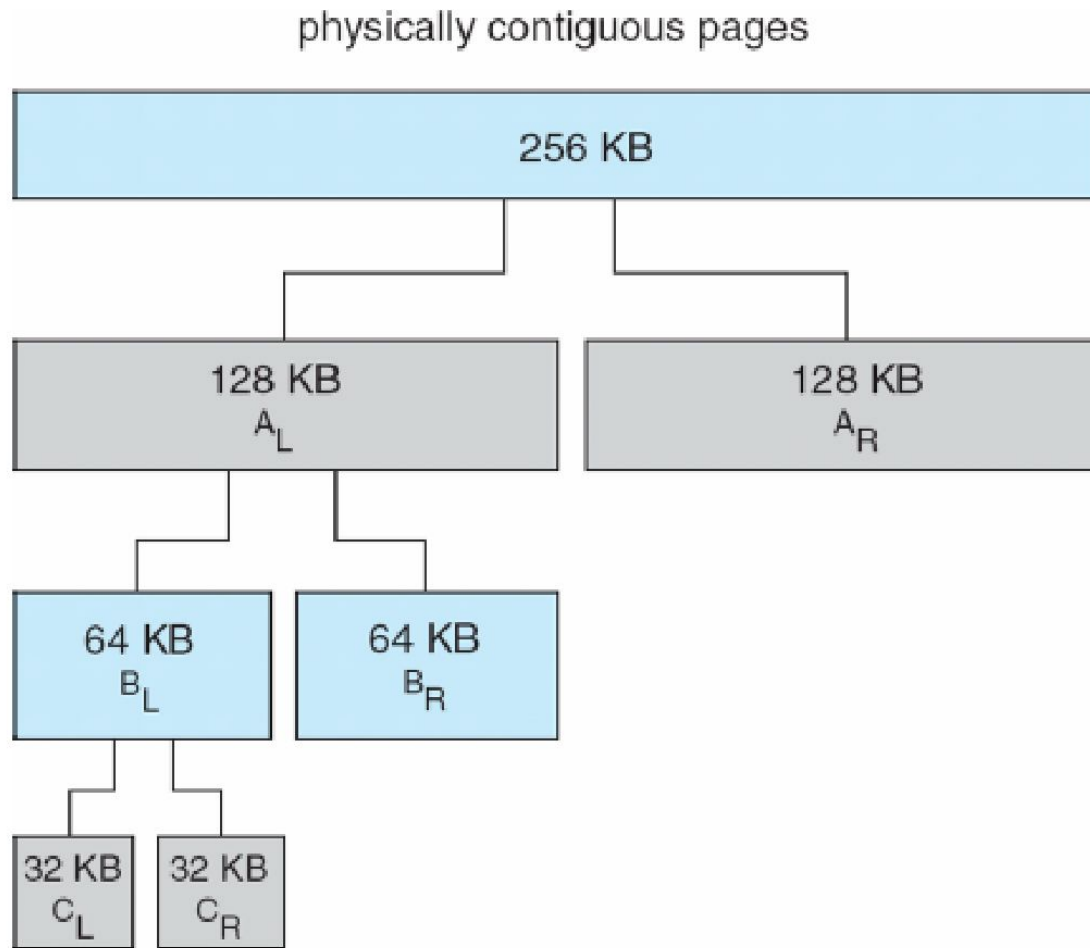 physically contiguous pages
256 KB
128 KB
A_L
128 KB
A_R
64 KB
B_L
64 KB
B_R
32 KB
C_L
32 KB
C_R